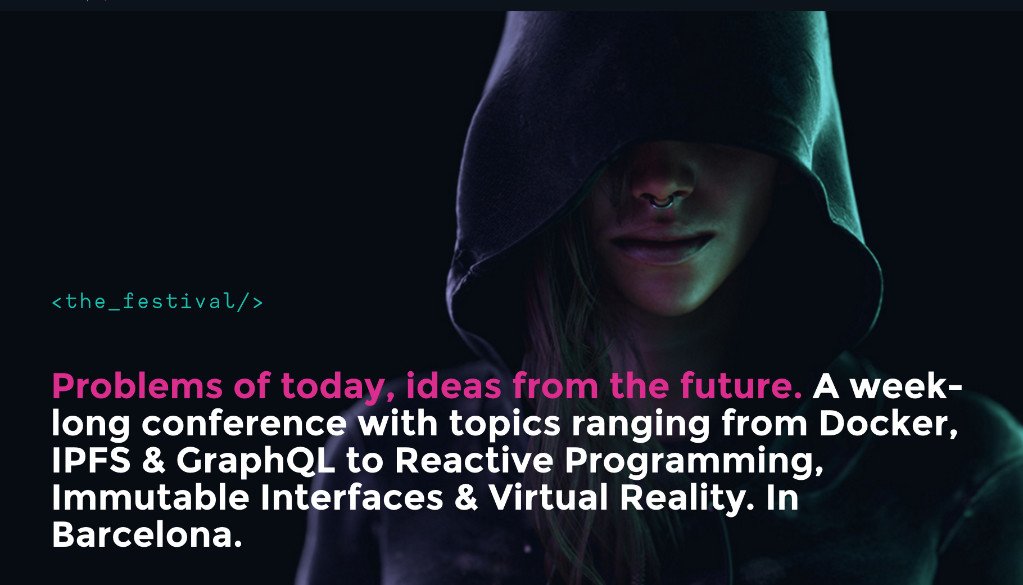 <the_festival/>
Problems of today, ideas from the future. A week-
long conference with topics ranging from Docker,
IPFS & GraphQL to Reactive Programming,
Immutable Interfaces & Virtual Reality. In
Barcelona.